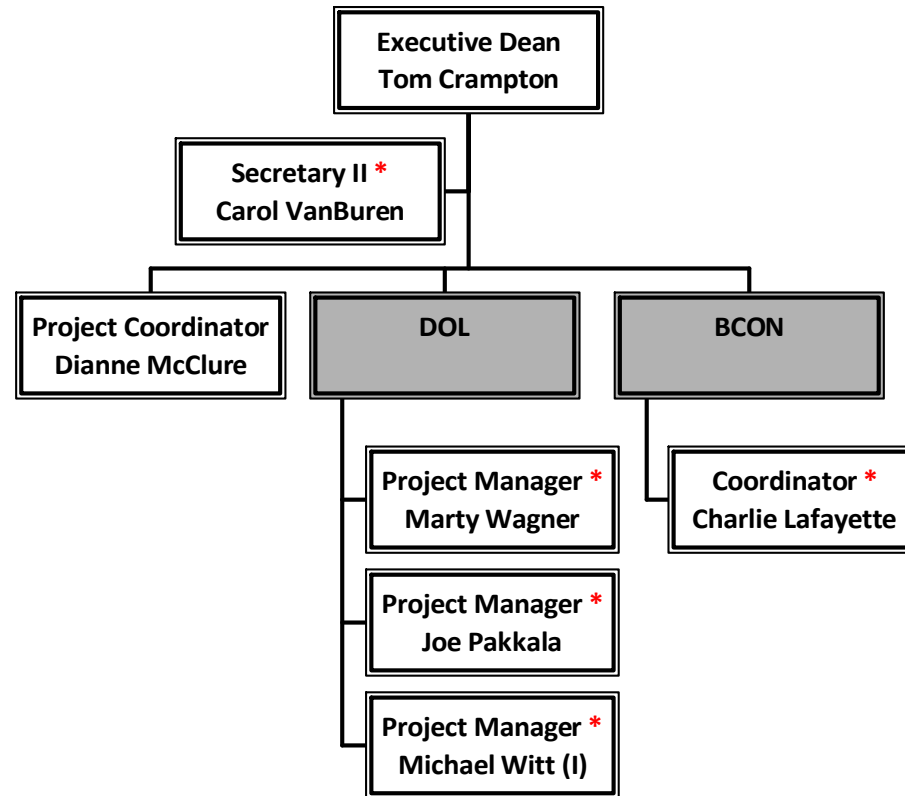 Executive Dean
Tom Crampton
Secretary II *
Carol VanBuren
Project Coordinator
Dianne McClure
DOL
BCON
Project Manager *
Marty Wagner
Project Manager *
Joe Pakkala
Project Manager *
Michael Witt (I)
Coordinator *
Charlie Lafayette